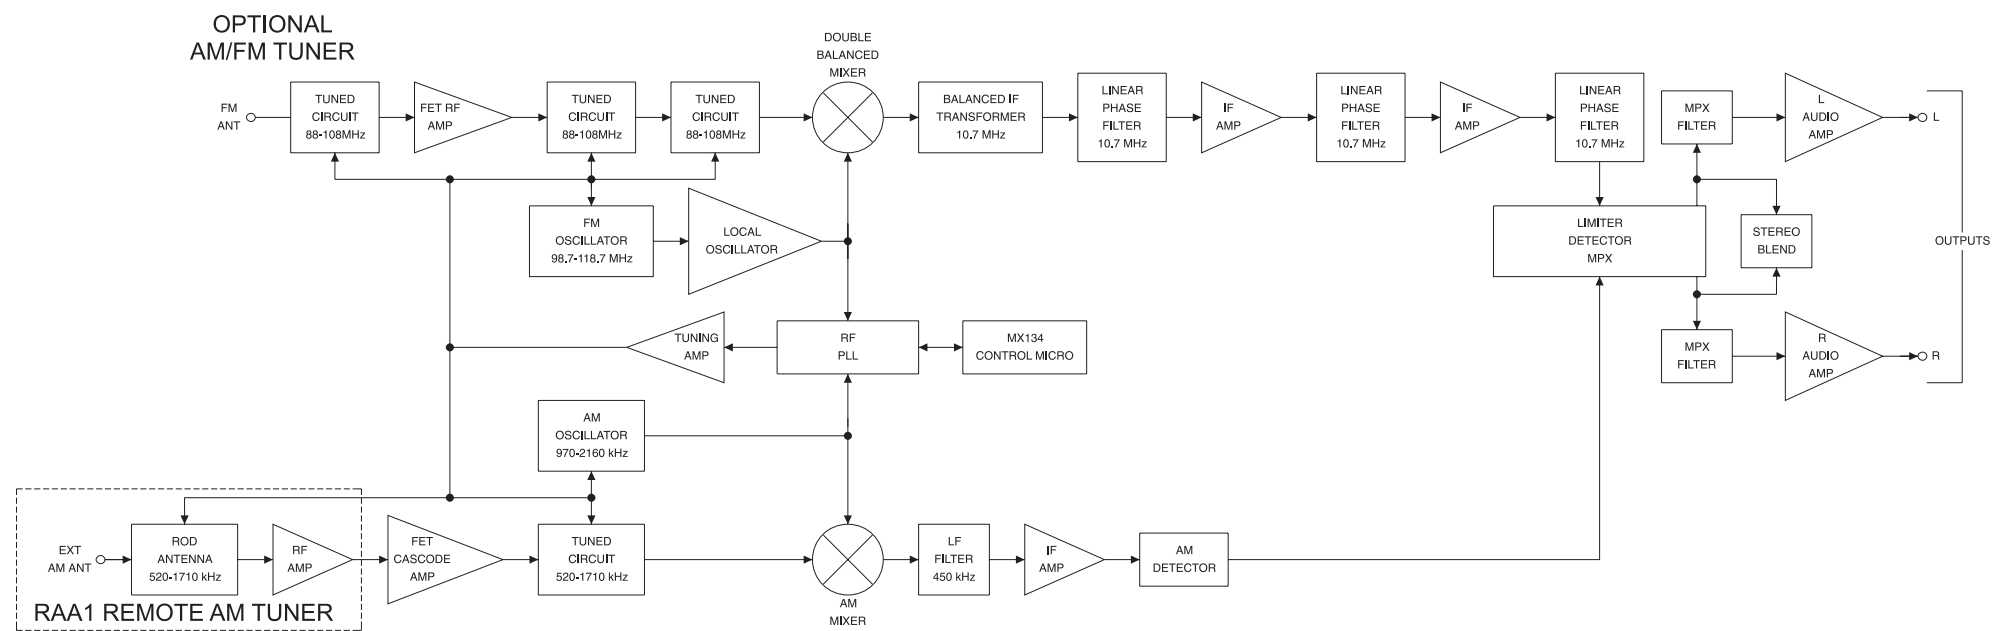 OPTIONAL
AM/FM TUNER
FM
ANT
TUNED
CIRCUIT
88-108MHz
FET RF
AMP
TUNED
CIRCUIT
88-108MHz
TUNED
CIRCUIT
88-108MHz
DOUBLE
BALANCED
MIXER
BALANCED IF
TRANSFORMER
10.7 MHz
LINEAR
PHASE
FILTER
10.7 MHz
IF
AMP
LINEAR
PHASE
FILTER
10.7 MHz
IF
AMP
LINEAR
PHASE
FILTER
10.7 MHz
MPX
FILTER
L
AUDIO
AMP
L
FM
OSCILLATOR
98.7-118.7 MHz
LOCAL
OSCILLATOR
LIMITER
DETECTOR
MPX
STEREO
BLEND
OUTPUTS
TUNING
AMP
RF
PLL
MX134
CONTROL MICRO
MPX
FILTER
R
AUDIO
AMP
R
AM
OSCILLATOR
970-2160 kHz
EXT
AM ANT
ROD
ANTENNA
520-1710 kHz
RF
AMP
FET
CASCODE
AMP
TUNED
CIRCUIT
520-1710 kHz
AM
MIXER
LF
FILTER
450 kHz
IF
AMP
AM
DETECTOR
RAA1 REMOTE AM TUNER